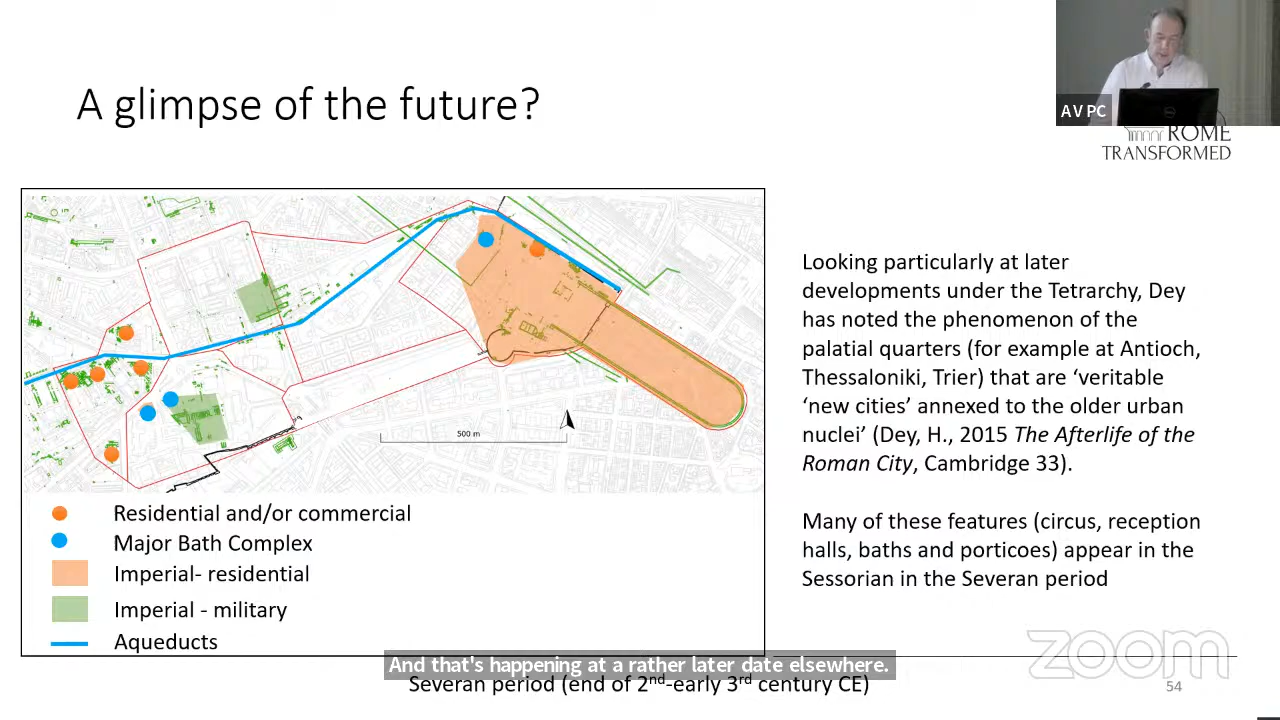 A glimpse of the future?
AV PC
ROME
TRANSFORMED
500 m
Residential and/or commercial
Major Bath Complex
Imperial- residential
Imperial - military
Aqueducts
Looking particularly at later
developments under the Tetrarchy, Dey
has noted the phenomenon of the
palatial quarters (for example at Antioch,
Thessaloniki, Trier) that are ‘veritable
‘new cities’ annexed to the older urban
nuclei’ (Dey, H., 2015 The Afterlife of the
Roman City, Cambridge 33).
Many of these features (circus, reception
halls, baths and porticoes) appear in the
Sessorian in the Severan period
zoom
And that's happening at a rather later date elsewhere.
Severan period (end of 2nd-early 3rd century CE)
54